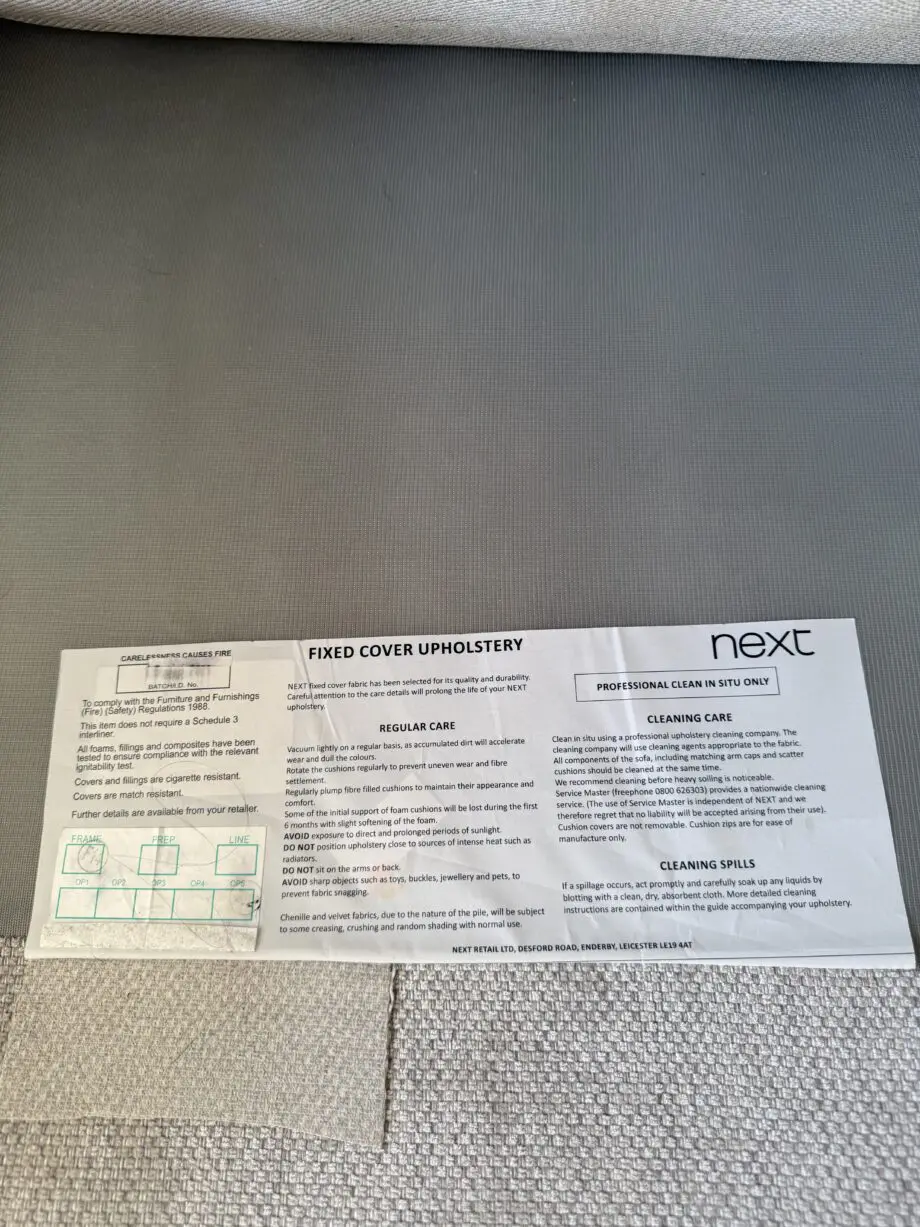 CARELESSNESS CAUSES FIRE
BATCH/I.D. No.
To comply with the Furniture and Furnishings
(Fire) (Safety) Regulations 1988.
This item does not require a Schedule 3
interliner.
All foams, fillings and composites have been
tested to ensure compliance with the relevant
ignitability test.
Covers and fillings are cigarette resistant.
Covers are match resistant.
Further details are available from your retailer.
FRAME PREP LINE
OP1 OP2 OP3 OP4 OP5
FIXED COVER UPHOLSTERY
NEXT fixed cover fabric has been selected for its quality and durability.
Careful attention to the care details will prolong the life of your NEXT
upholstery.
REGULAR CARE
Vacuum lightly on a regular basis, as accumulated dirt will accelerate
wear and dull the colours.
Rotate the cushions regularly to prevent uneven wear and fibre
settlement.
Regularly plump fibre filled cushions to maintain their appearance and
comfort.
Some of the initial support of foam cushions will be lost during the first
6 months with slight softening of the foam.
AVOID exposure to direct and prolonged periods of sunlight.
DO NOT position upholstery close to sources of intense heat such as
radiators.
DO NOT sit on the arms or back.
AVOID sharp objects such as toys, buckles, jewellery and pets, to
prevent fabric snagging.
Chenille and velvet fabrics, due to the nature of the pile, will be subject
to some creasing, crushing and random shading with normal use.
next
PROFESSIONAL CLEAN IN SITU ONLY
CLEANING CARE
Clean in situ using a professional upholstery cleaning company. The
cleaning company will use cleaning agents appropriate to the fabric.
All components of the sofa, including matching arm caps and scatter
cushions should be cleaned at the same time.
We recommend cleaning before heavy soiling is noticeable.
Service Master (freephone 0800 626303) provides a nationwide cleaning
service. (The use of Service Master is independent of NEXT and we
therefore regret that no liability will be accepted arising from their use).
Cushion covers are not removable. Cushion zips are for ease of
manufacture only.
CLEANING SPILLS
If a spillage occurs, act promptly and carefully soak up any liquids by
blotting with a clean, dry, absorbent cloth. More detailed cleaning
instructions are contained within the guide accompanying your upholstery.
NEXT RETAIL LTD, DESFORD ROAD, ENDERBY, LEICESTER LE19 4AT